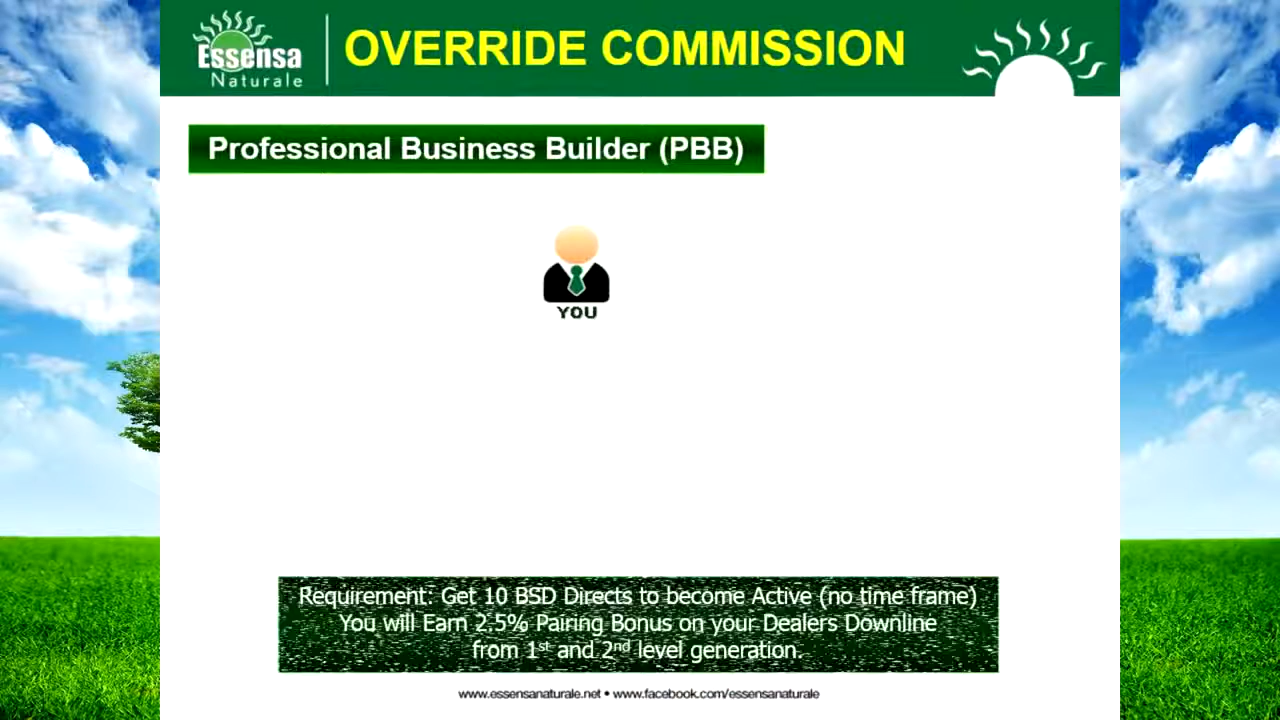 Essensa
Naturale
OVERRIDE COMMISSION
Professional Business Builder (PBB)
YOU
Requirement: Get 10 BSD Directs to become Active (no time frame)
You will Earn 2.5% Pairing Bonus on your Dealers Downline
from 1st and 2nd level generation.
www.essensanaturale.net • www.facebook.com/essensanaturale